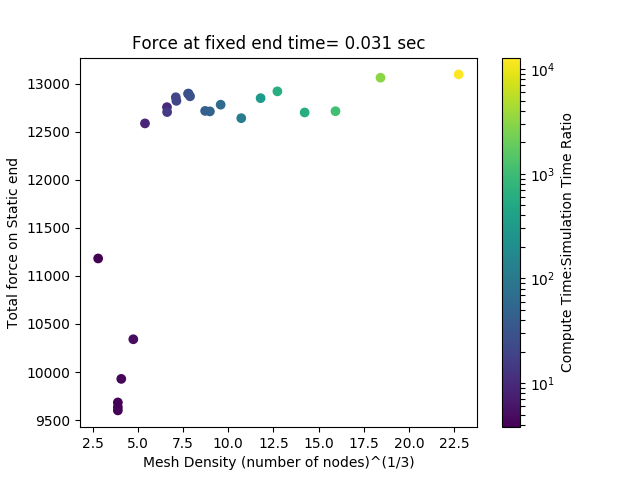 Force at fixed end time= 0.031 sec
13000
12500
12000
11500
11000
10500
10000
9500
Total force on Static end
2.5 5.0 7.5 10.0 12.5 15.0 17.5 20.0 22.5
Mesh Density (number of nodes)^(1/3)
10^4
10^3
10^2
10^1
Compute Time:Simulation Time Ratio